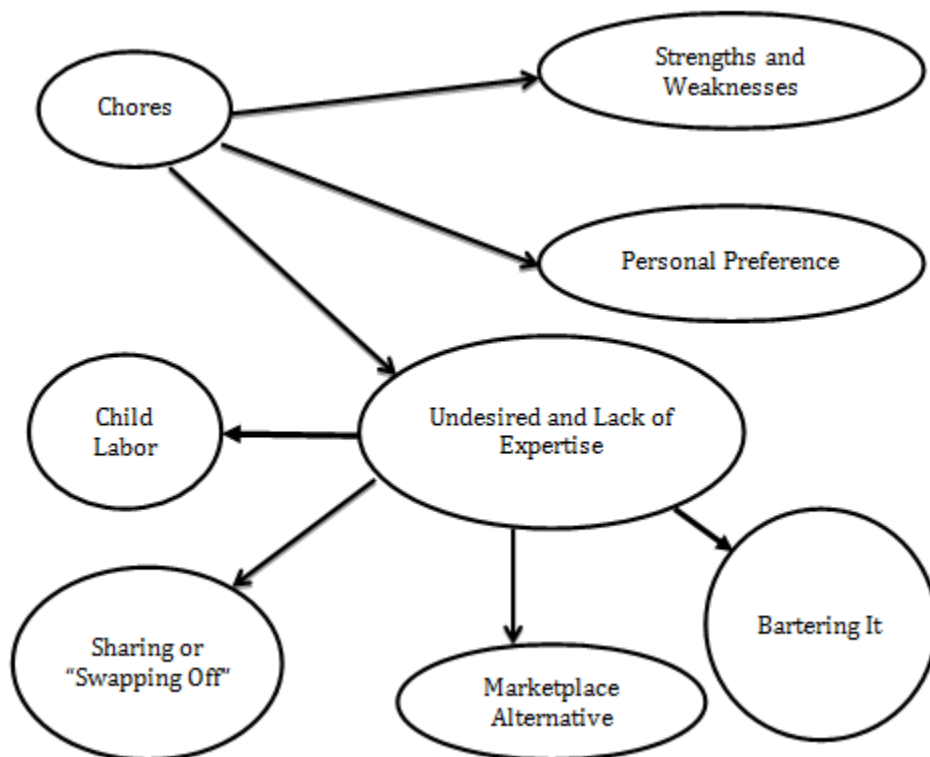 Strengths and
Weaknesses
Chores
Personal Preference
Child
Labor
Undesired and Lack of
Expertise
Bartering It
Sharing or
“Swapping Off”
Marketplace
Alternative